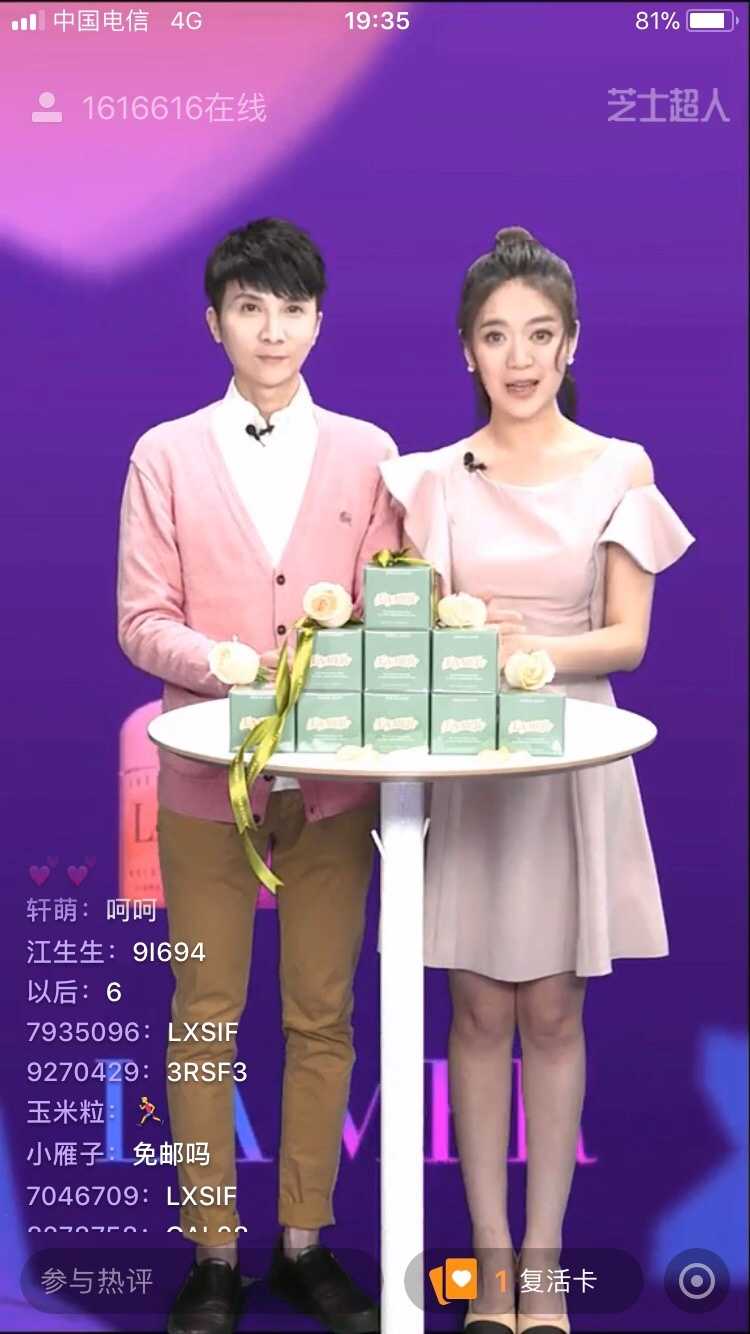 中国电信 4G 19:35 81%
1616616在线
芝士超人
轩萌：呵呵
江生生：9I694
以后：6
7935096：LXSIF
9270429：3RSF3
玉米粒：🏃
小雁子：免邮吗
7046709：LXSIF
LA MER
参与热评
1 复活卡